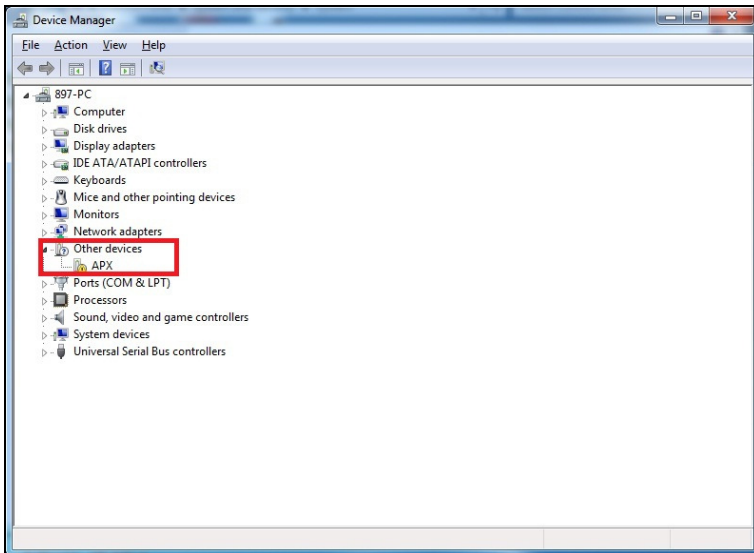 Device Manager
File Action View Help
897-PC
Computer
Disk drives
Display adapters
IDE ATA/ATAPI controllers
Keyboards
Mice and other pointing devices
Monitors
Network adapters
Other devices
APX
Ports (COM & LPT)
Processors
Sound, video and game controllers
System devices
Universal Serial Bus controllers